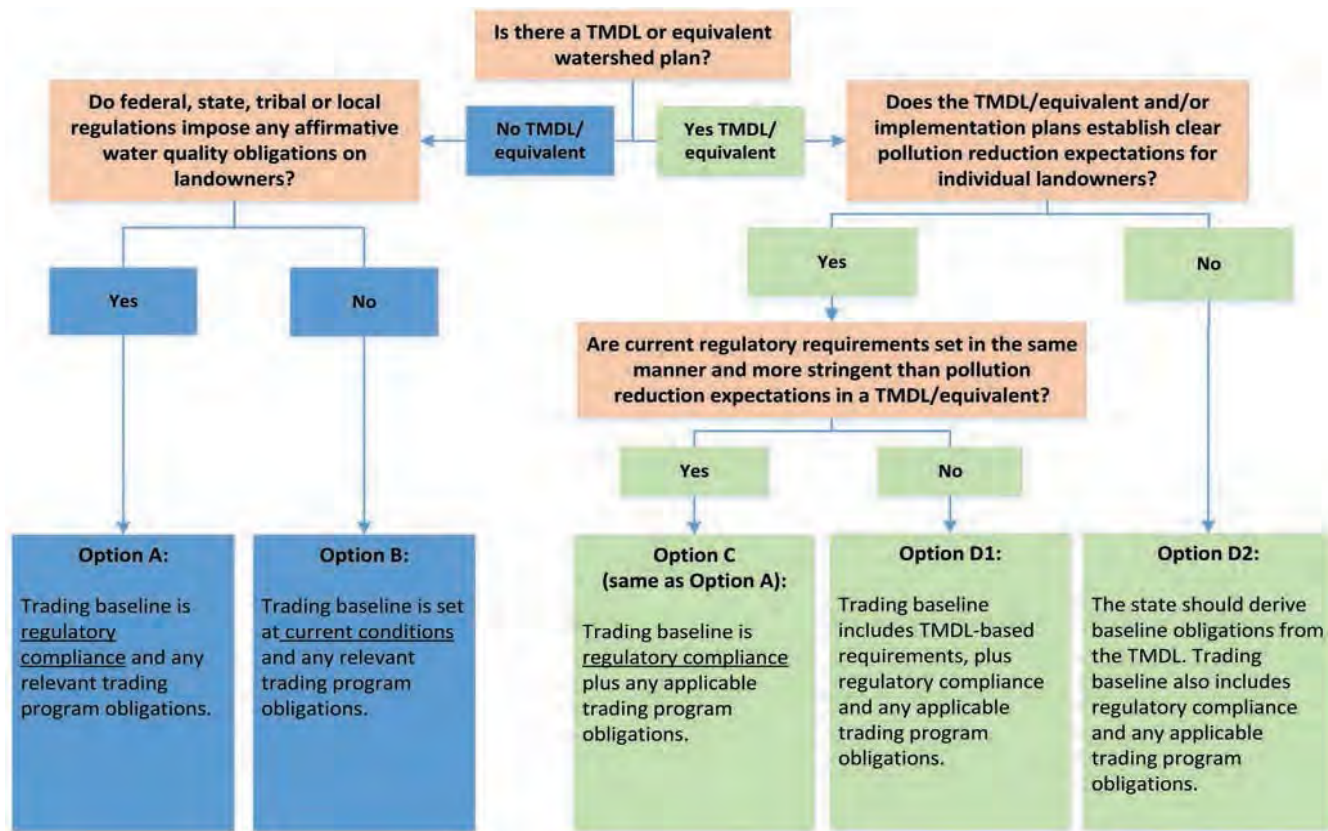 Is there a TMDL or equivalent
watershed plan?
Do federal, state, tribal or local
regulations impose any affirmative
water quality obligations on
landowners?
No TMDL/
equivalent
Yes TMDL/
equivalent
Does the TMDL/equivalent and/or
implementation plans establish clear
pollution reduction expectations for
individual landowners?
Yes
No
Yes
No
Are current regulatory requirements set in the same
manner and more stringent than pollution
reduction expectations in a TMDL/equivalent?
Yes
No
Option A:
Trading baseline is
regulatory
compliance and any
relevant trading
program obligations.
Option B:
Trading baseline is set
at current conditions
and any relevant
trading program
obligations.
Option C
(same as Option A):
Trading baseline is
regulatory compliance
plus any applicable
trading program
obligations.
Option D1:
Trading baseline
includes TMDL-based
requirements, plus
regulatory compliance
and any applicable
trading program
obligations.
Option D2:
The state should derive
baseline obligations from
the TMDL. Trading
baseline also includes
regulatory compliance
and any applicable
trading program
obligations.